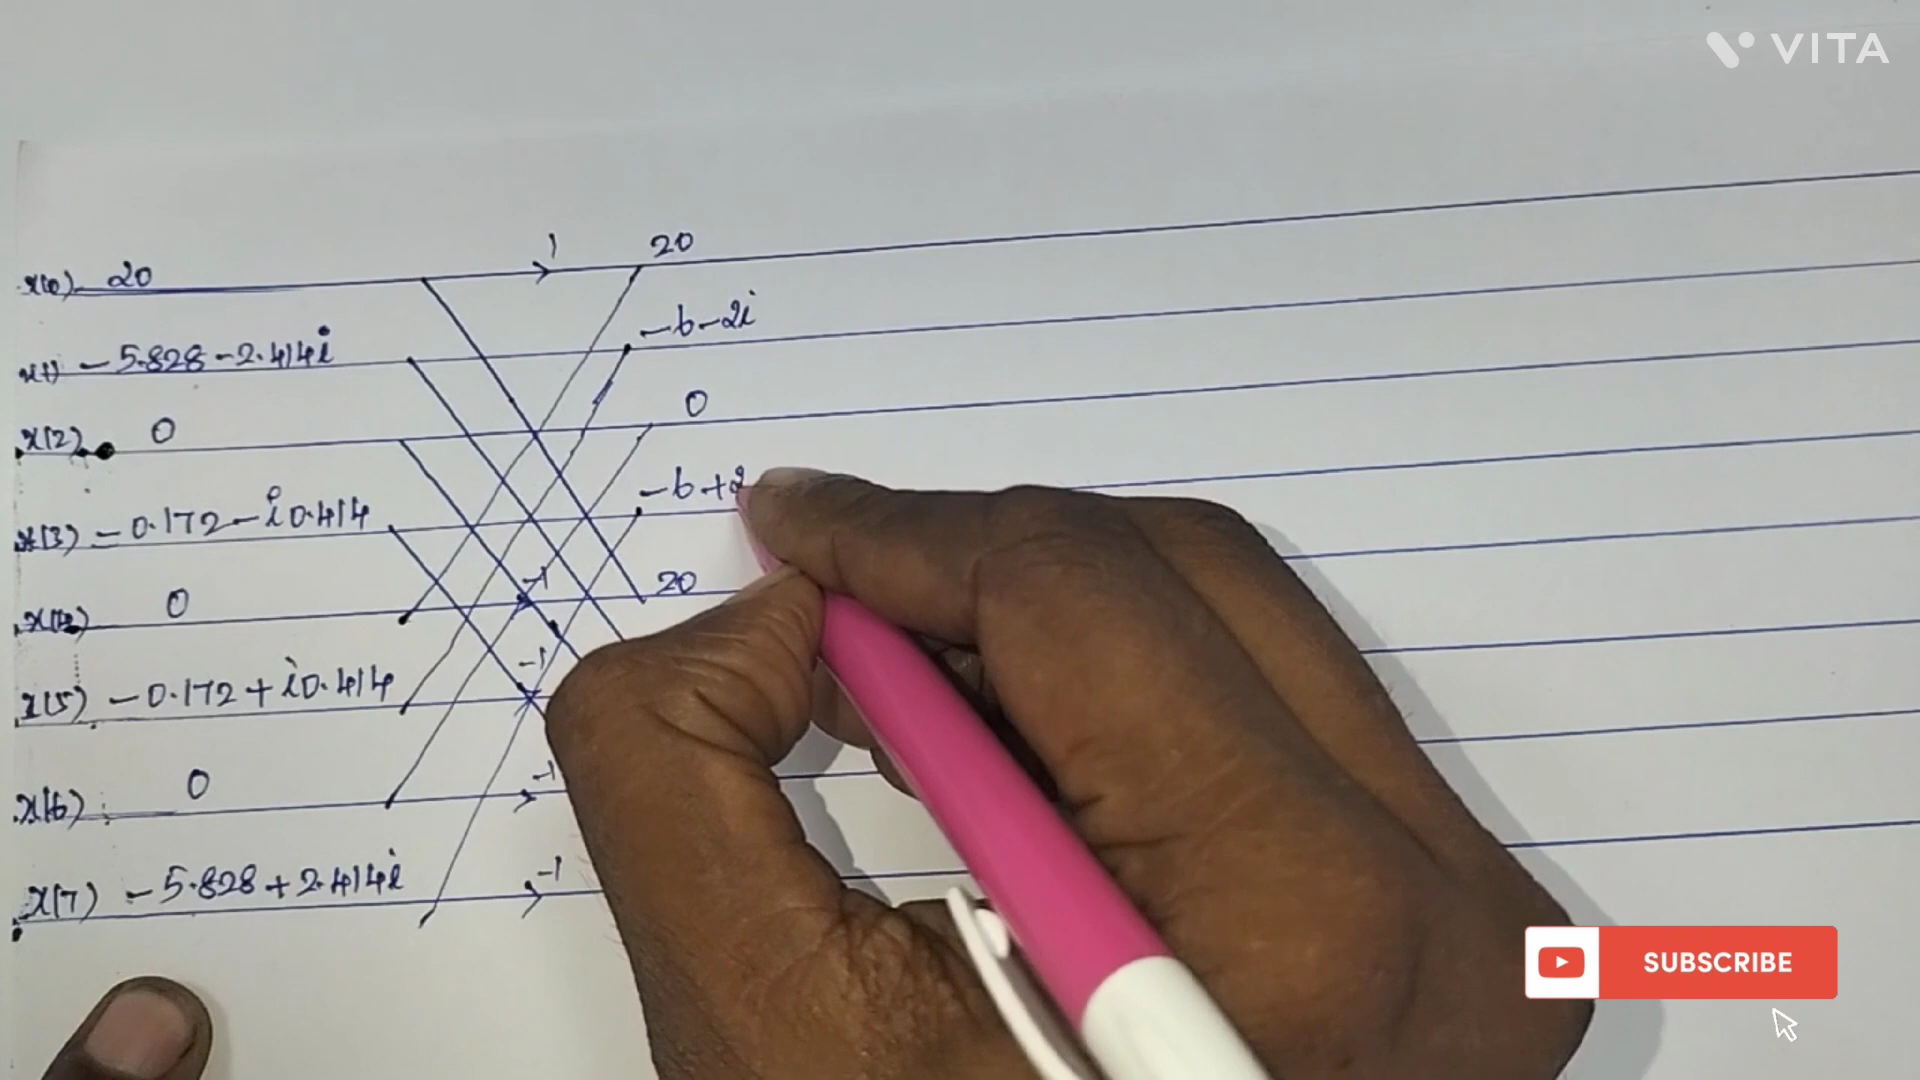 VITA
1
20
x(0) 20
-6-2i
x(1) -5.828-2.414i
0
x(2) 0
-6+2
x(3) -0.172-i0.414
-1
20
x(4) 0
-1
x(5) -0.172+i0.414
-1
x(6) 0
-1
x(7) -5.828+2.414i
SUBSCRIBE